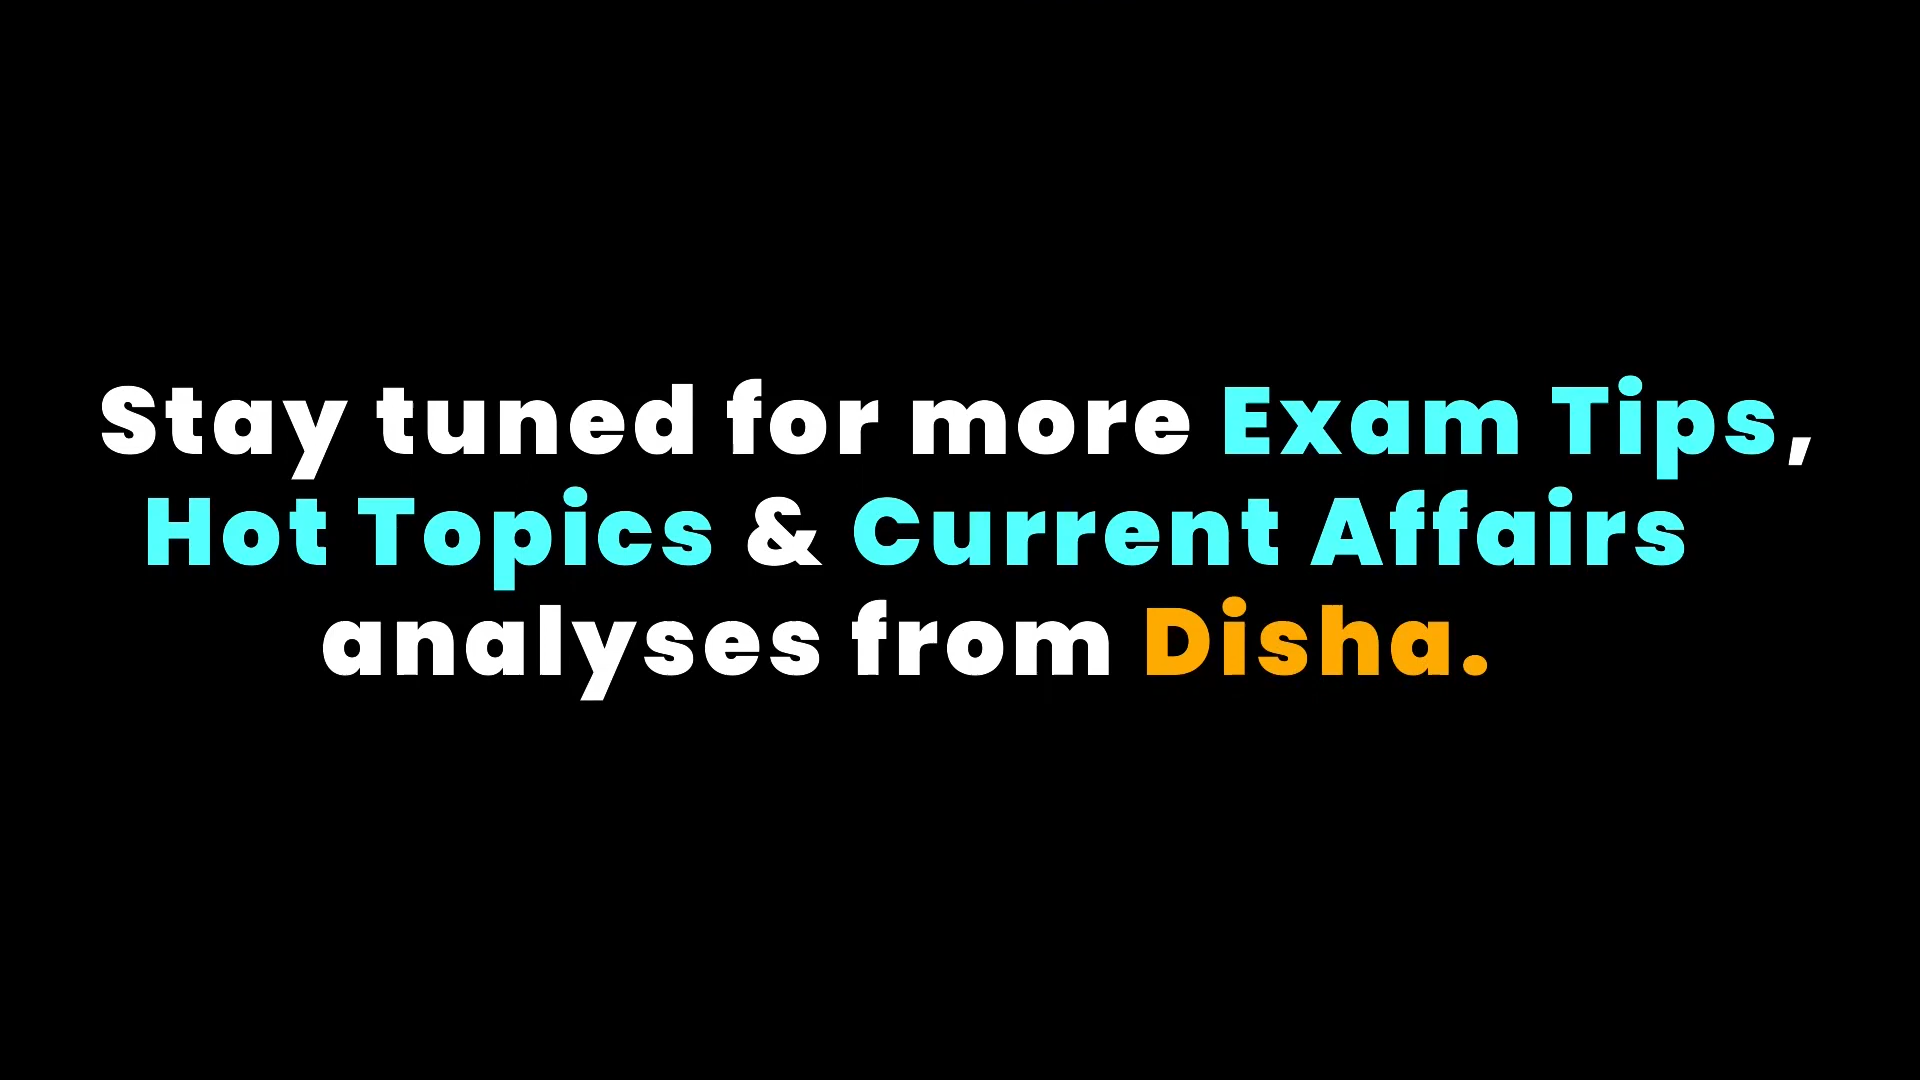 Stay tuned for more Exam Tips,
Hot Topics & Current Affairs
analyses from Disha.